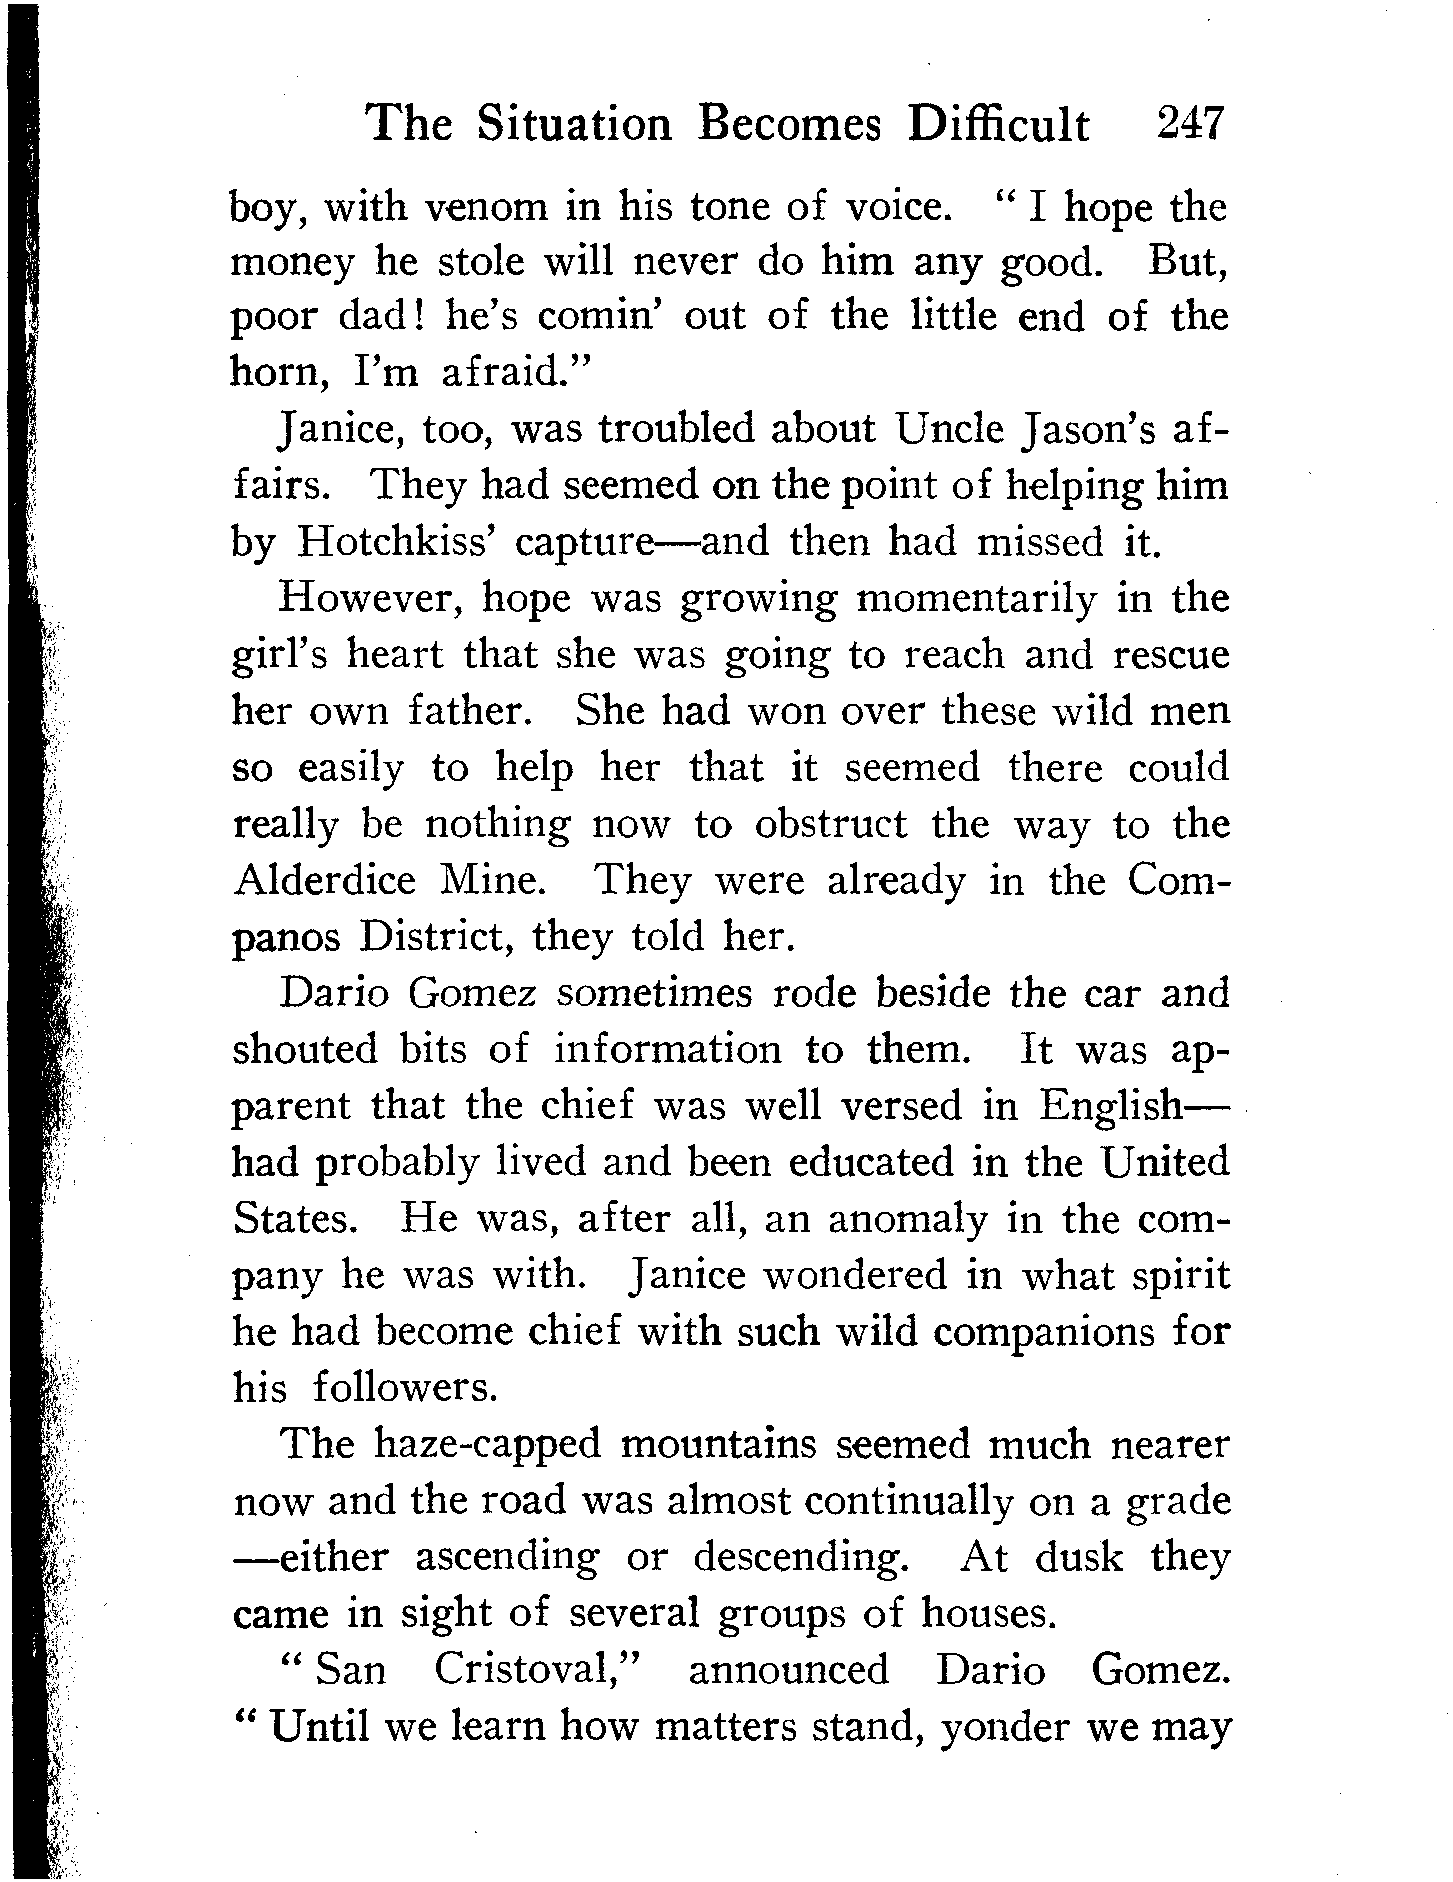 The Situation Becomes Difficult 247
boy, with venom in his tone of voice. " I hope the
money he stole will never do him any good. But,
poor dad! he's comin' out of the little end of the
horn, I'm afraid."
Janice, too, was troubled about Uncle Jason's af-
fairs. They had seemed on the point of helping him
by Hotchkiss' capture—and then had missed it.
However, hope was growing momentarily in the
girl's heart that she was going to reach and rescue
her own father. She had won over these wild men
so easily to help her that it seemed there could
really be nothing now to obstruct the way to the
Alderdice Mine. They were already in the Com-
panos District, they told her.
Dario Gomez sometimes rode beside the car and
shouted bits of information to them. It was ap-
parent that the chief was well versed in English—
had probably lived and been educated in the United
States. He was, after all, an anomaly in the com-
pany he was with. Janice wondered in what spirit
he had become chief with such wild companions for
his followers.
The haze-capped mountains seemed much nearer
now and the road was almost continually on a grade
—either ascending or descending. At dusk they
came in sight of several groups of houses.
" San Cristoval," announced Dario Gomez.
" Until we learn how matters stand, yonder we may